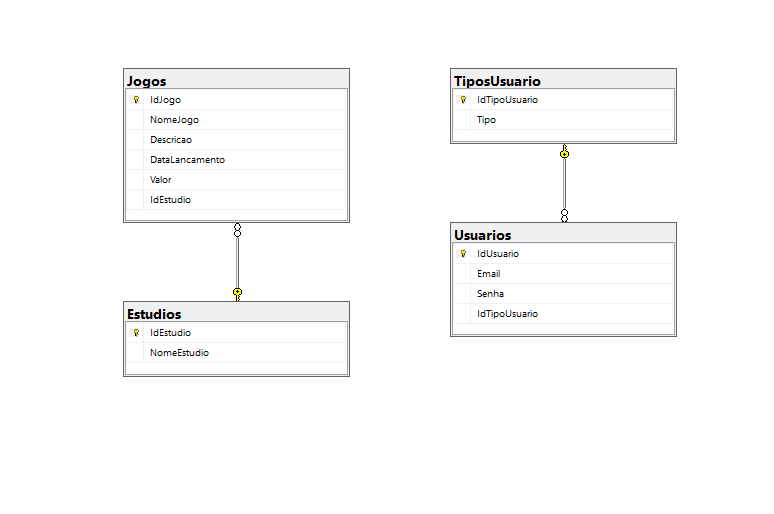 Jogos
IdJogo
NomeJogo
Descricao
DataLancamento
Valor
IdEstudio
Estudios
IdEstudio
NomeEstudio
TiposUsuario
IdTipoUsuario
Tipo
Usuarios
IdUsuario
Email
Senha
IdTipoUsuario